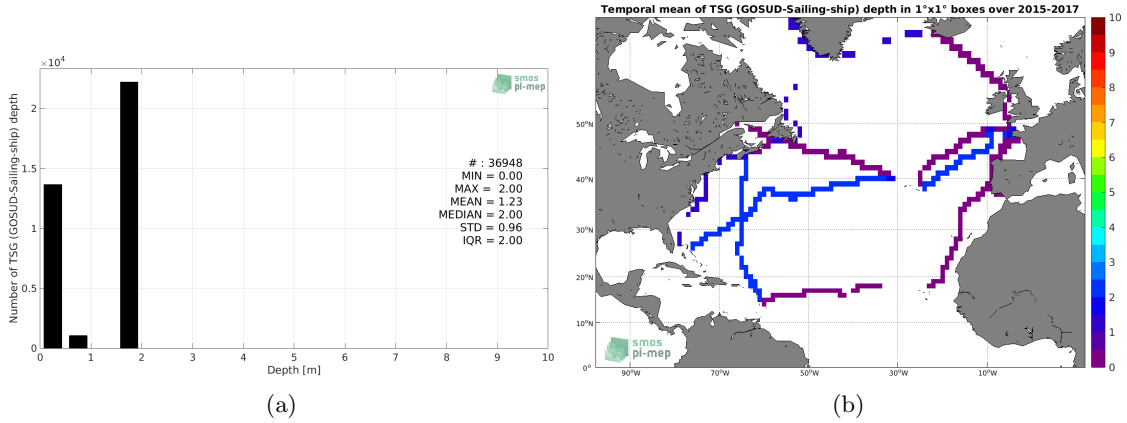 ×10⁴
2
1.5
1
0.5
0
Number of TSG (GOSUD-Sailing-ship) depth
0 1 2 3 4 5 6 7 8 9 10
Depth [m]
smos
pi-mep
# : 36948
MIN = 0.00
MAX = 2.00
MEAN = 1.23
MEDIAN = 2.00
STD = 0.96
IQR = 2.00
(a)
Temporal mean of TSG (GOSUD-Sailing-ship) depth in 1°x1° boxes over 2015-2017
50°N
40°N
30°N
20°N
10°N
0°
90°W 70°W 50°W 30°W 10°W
smos
pi-mep
10
9
8
7
6
5
4
3
2
1
0
(b)